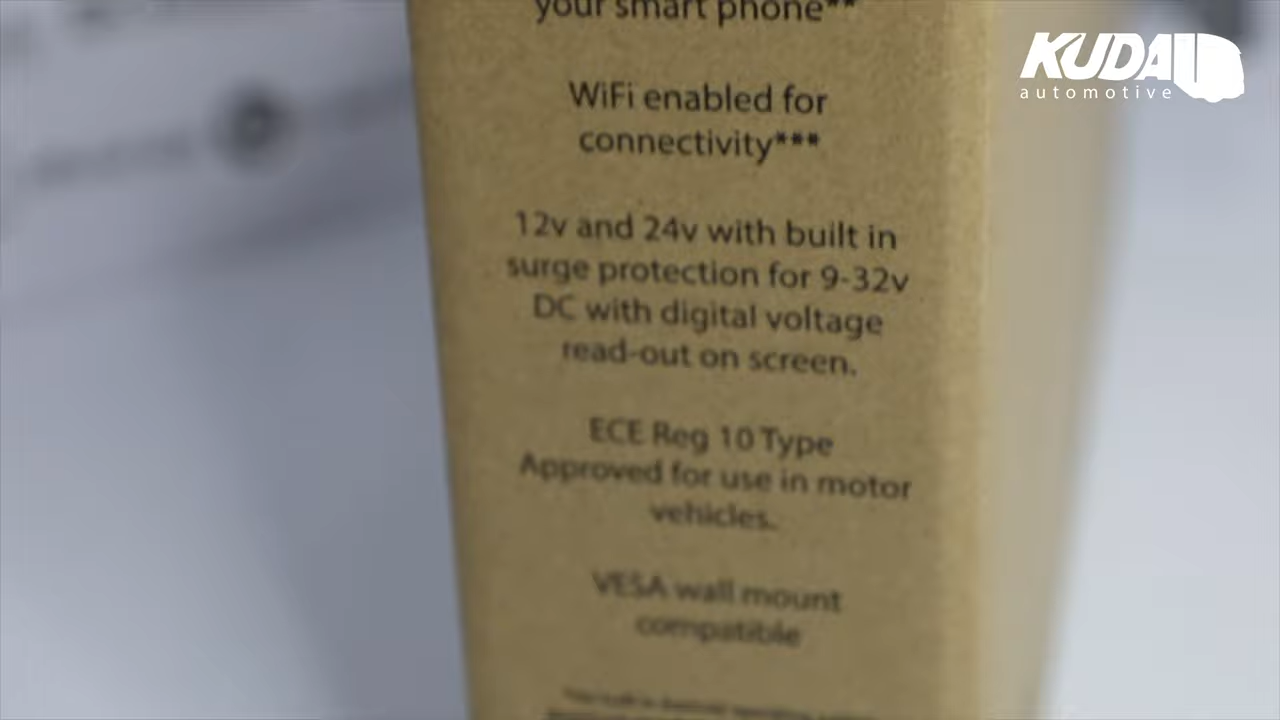 your smart phone**
WiFi enabled for
connectivity***
12v and 24v with built in
surge protection for 9-32v
DC with digital voltage
read-out on screen.
ECE Reg 10 Type
Approved for use in motor
vehicles.
VESA wall mount
compatible
KUDA
automotive